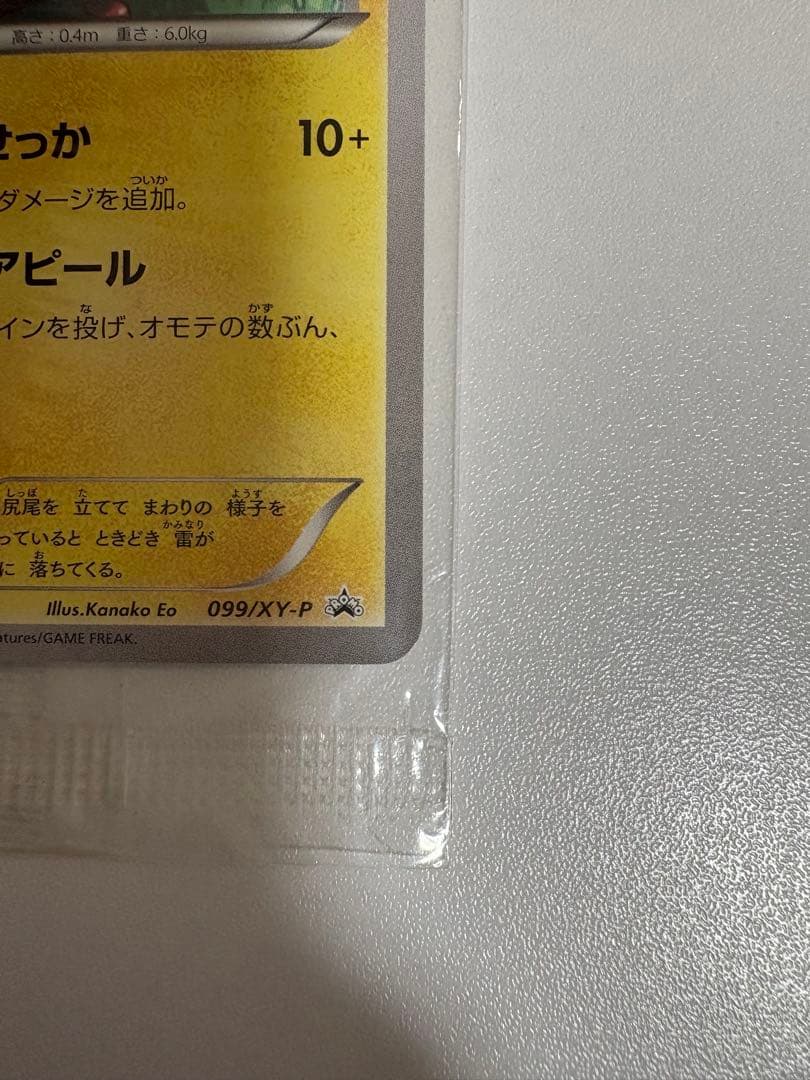 高さ：0.4m 重さ：6.0kg
せっか 10+
ダメージを追加。
アピール
インを投げ、オモテの数ぶん、
尻尾を 立てて まわりの 様子を
っていると ときどき 雷が
に 落ちてくる。
Illus.Kanako Eo 099/XY-P
atures/GAME FREAK.